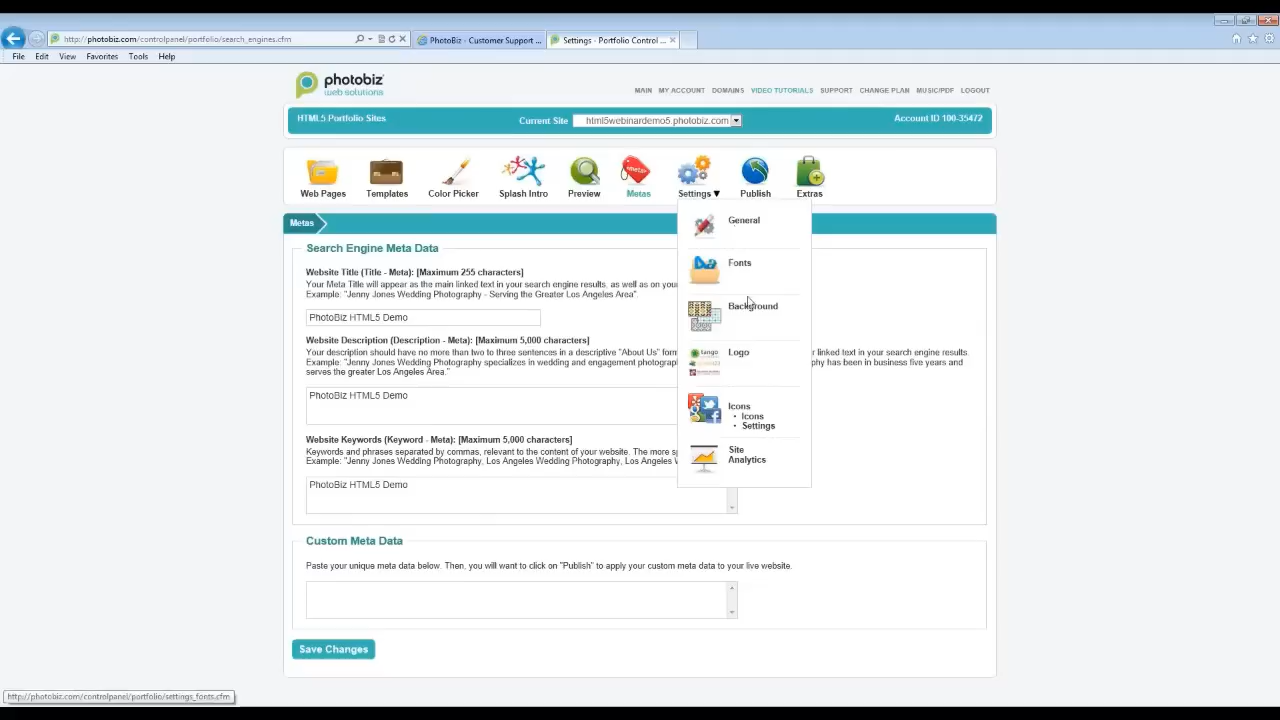 http://photobiz.com/controlpanel/portfolio/search_engines.cfm
PhotoBiz - Customer Support ...
Settings - Portfolio Control ...
File Edit View Favorites Tools Help
photobiz
web solutions
MAIN MY ACCOUNT DOMAINS VIDEO TUTORIALS SUPPORT CHANGE PLAN MUSIC/PDF LOGOUT
HTML5 Portfolio Sites
Current Site html5webinardemo5.photobiz.com
Account ID 100-35472
Web Pages Templates Color Picker Splash Intro Preview Metas Settings ▼ Publish Extras
Metas
General
Fonts
Background
Logo
Icons
• Icons
• Settings
Site
Analytics
Search Engine Meta Data
Website Title (Title - Meta): [Maximum 255 characters]
Your Meta Title will appear as the main linked text in your search engine results, as well as on your
Example: "Jenny Jones Wedding Photography - Serving the Greater Los Angeles Area".
PhotoBiz HTML5 Demo
Website Description (Description - Meta): [Maximum 5,000 characters]
Your description should have no more than two to three sentences in a descriptive "About Us" form linked text in your search engine results.
Example: "Jenny Jones Wedding Photography specializes in wedding and engagement photograp phy has been in business five years and
serves the greater Los Angeles Area."
PhotoBiz HTML5 Demo
Website Keywords (Keyword - Meta): [Maximum 5,000 characters]
Keywords and phrases separated by commas, relevant to the content of your website. The more sp
Example: "Jenny Jones Wedding Photography, Los Angeles Wedding Photography, Los Angeles W
PhotoBiz HTML5 Demo
Custom Meta Data
Paste your unique meta data below. Then, you will want to click on "Publish" to apply your custom meta data to your live website.
Save Changes
http://photobiz.com/controlpanel/portfolio/settings_fonts.cfm